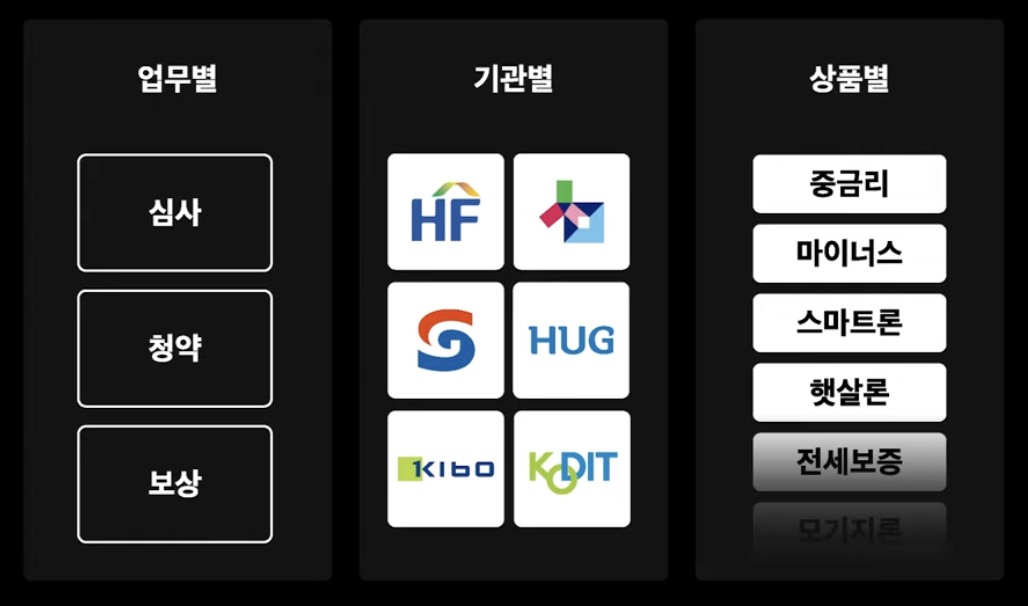 업무별
심사
청약
보상
기관별
HF
HUG
KIBO
KODIT
상품별
중금리
마이너스
스마트론
햇살론
전세보증
모기지론